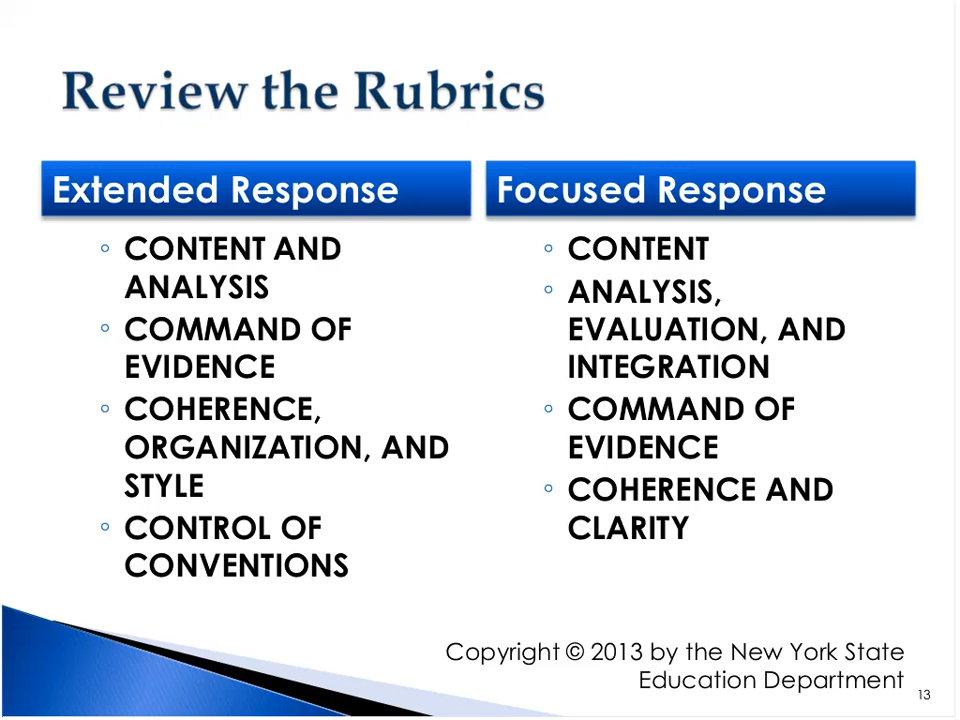 Review the Rubrics
Extended Response
◦ CONTENT AND
ANALYSIS
◦ COMMAND OF
EVIDENCE
◦ COHERENCE,
ORGANIZATION, AND
STYLE
◦ CONTROL OF
CONVENTIONS
Focused Response
◦ CONTENT
◦ ANALYSIS,
EVALUATION, AND
INTEGRATION
◦ COMMAND OF
EVIDENCE
◦ COHERENCE AND
CLARITY
Copyright © 2013 by the New York State
Education Department
13